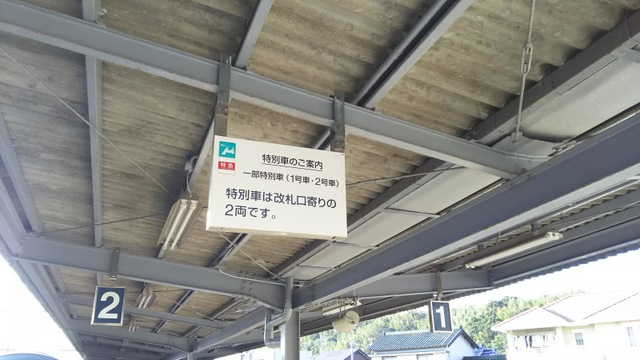 特急
特別車のご案内
一部特別車（1号車・2号車）
特別車は改札口寄りの
2両です。
2
1